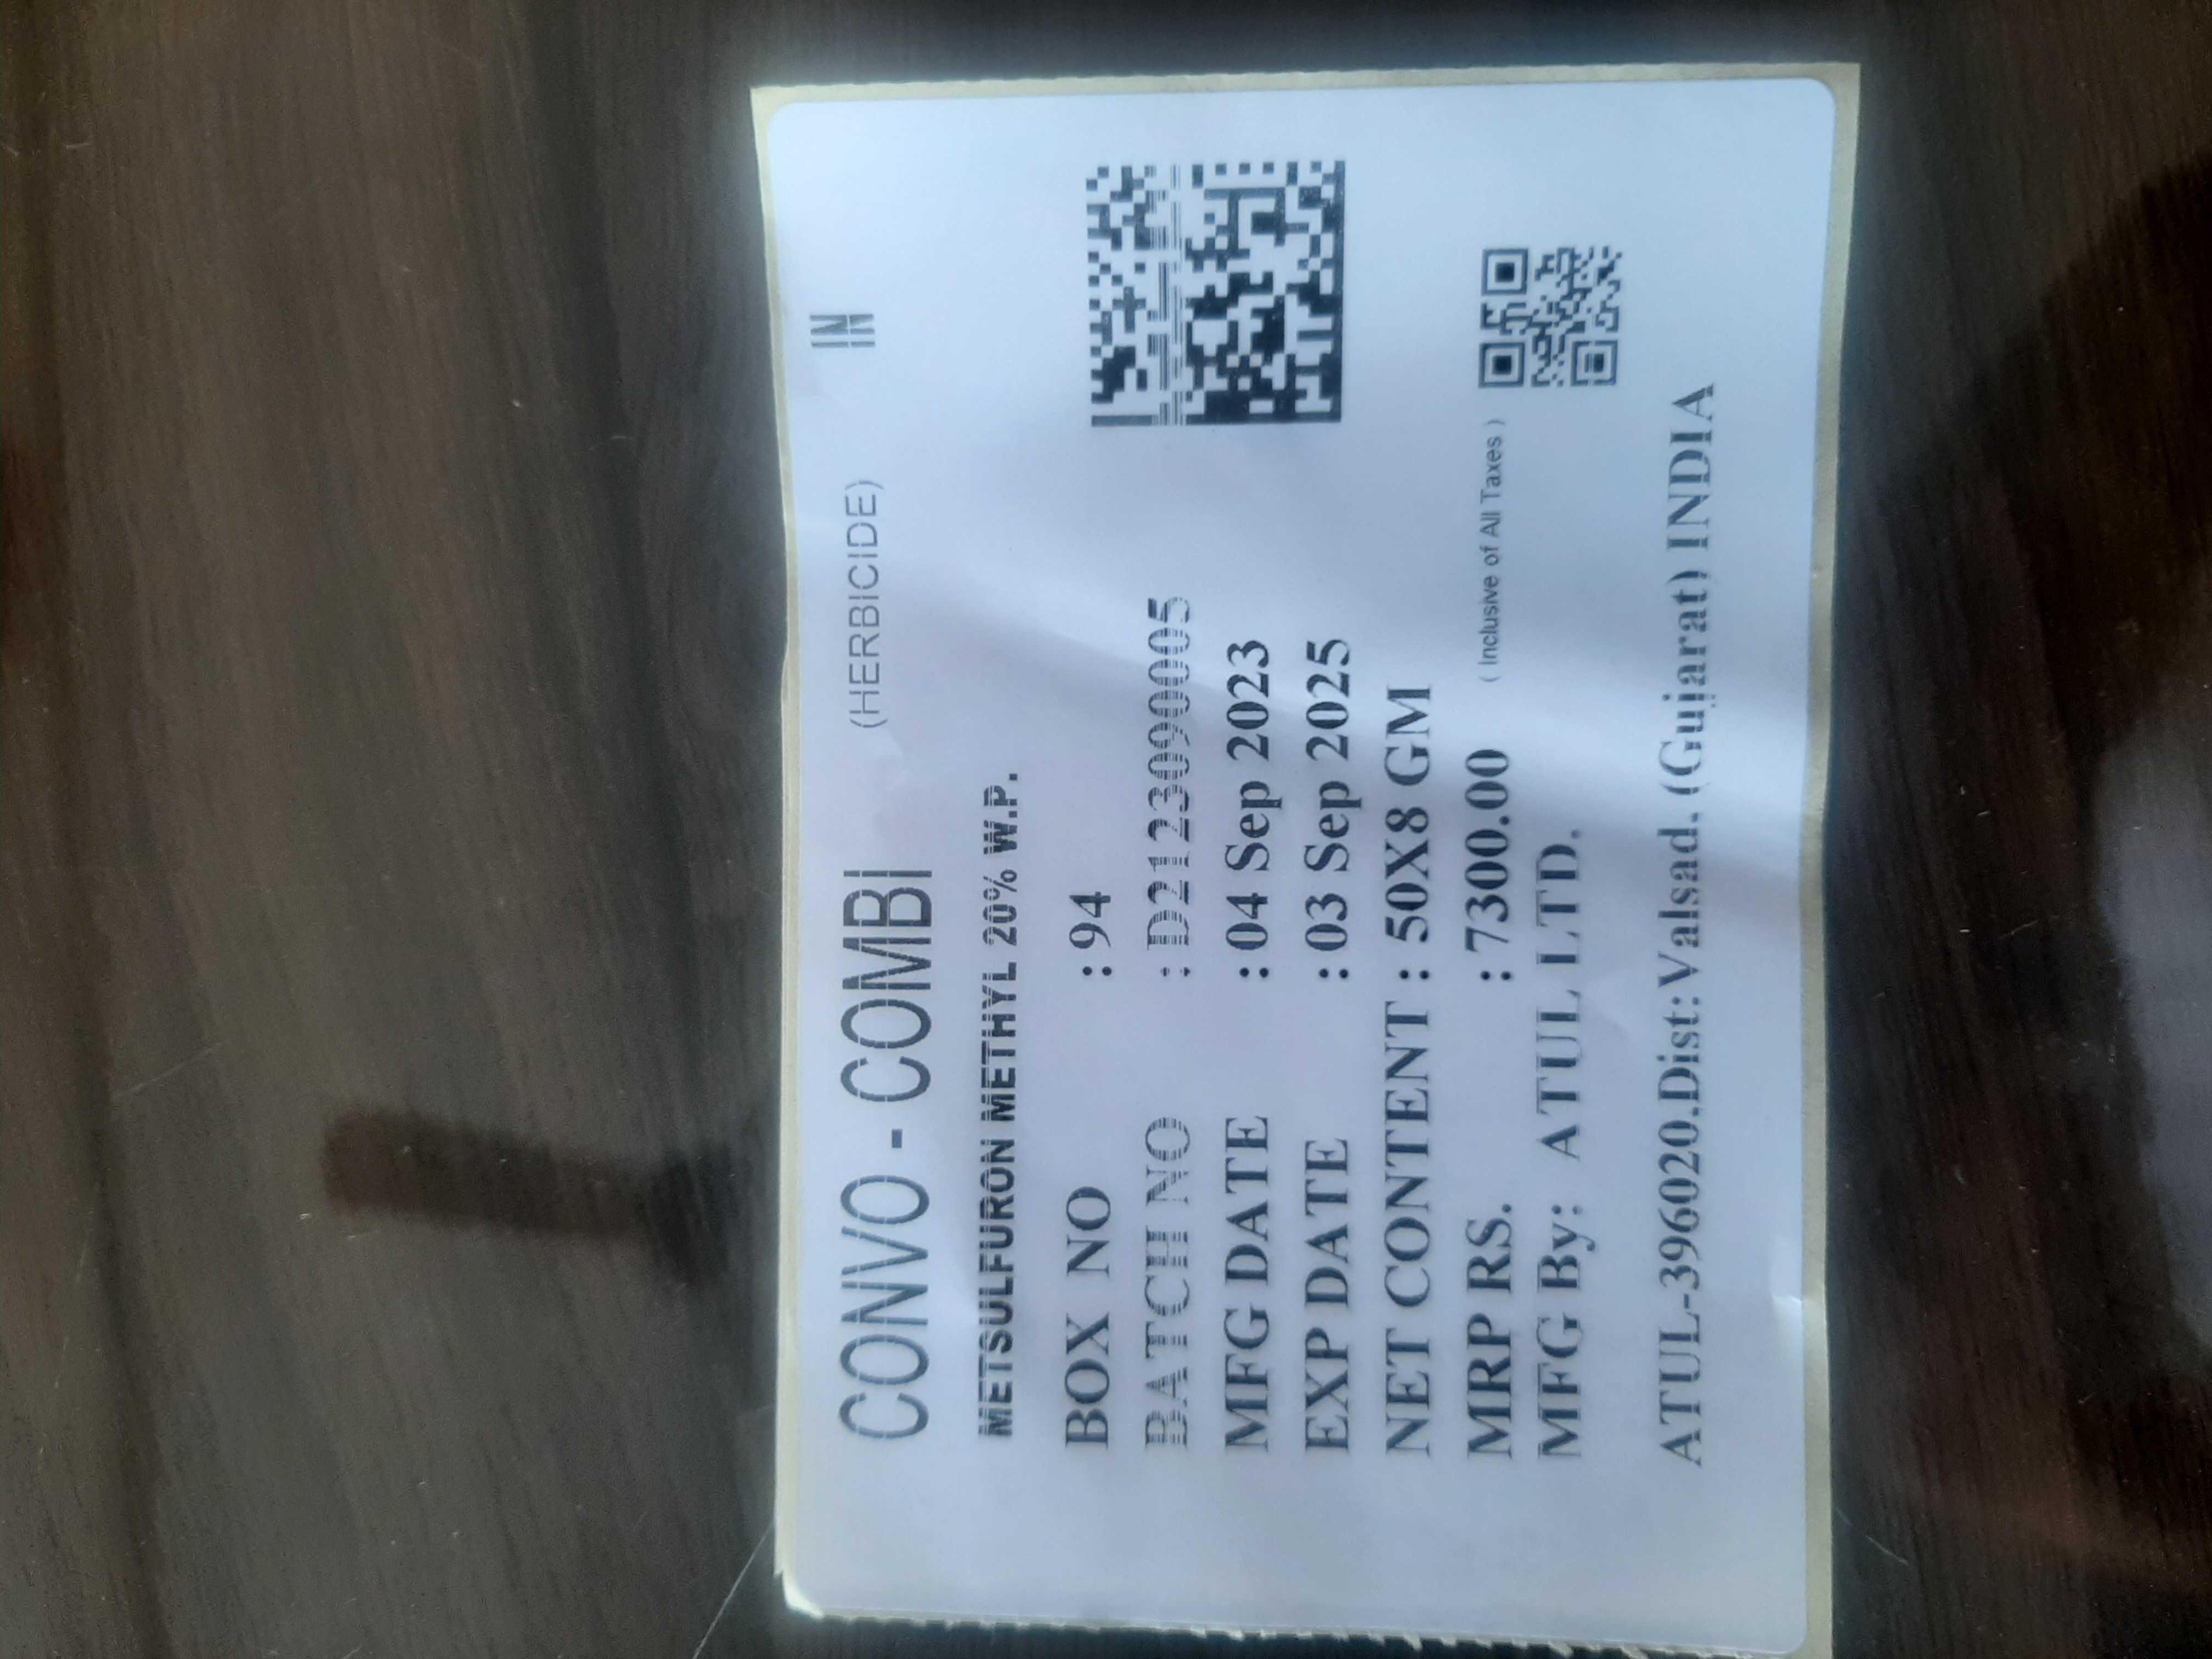 CONVO - COMBI (HERBICIDE) IN
METSULFURON METHYL 20% W.P.
BOX NO : 94
BATCH NO : D212309005
MFG DATE : 04 Sep 2023
EXP DATE : 03 Sep 2025
NET CONTENT : 50X8 GM
MRP RS. : 7300.00 ( Inclusive of All Taxes )
MFG By: ATUL LTD.
ATUL-396020.Dist: Valsad. (Gujarat) INDIA